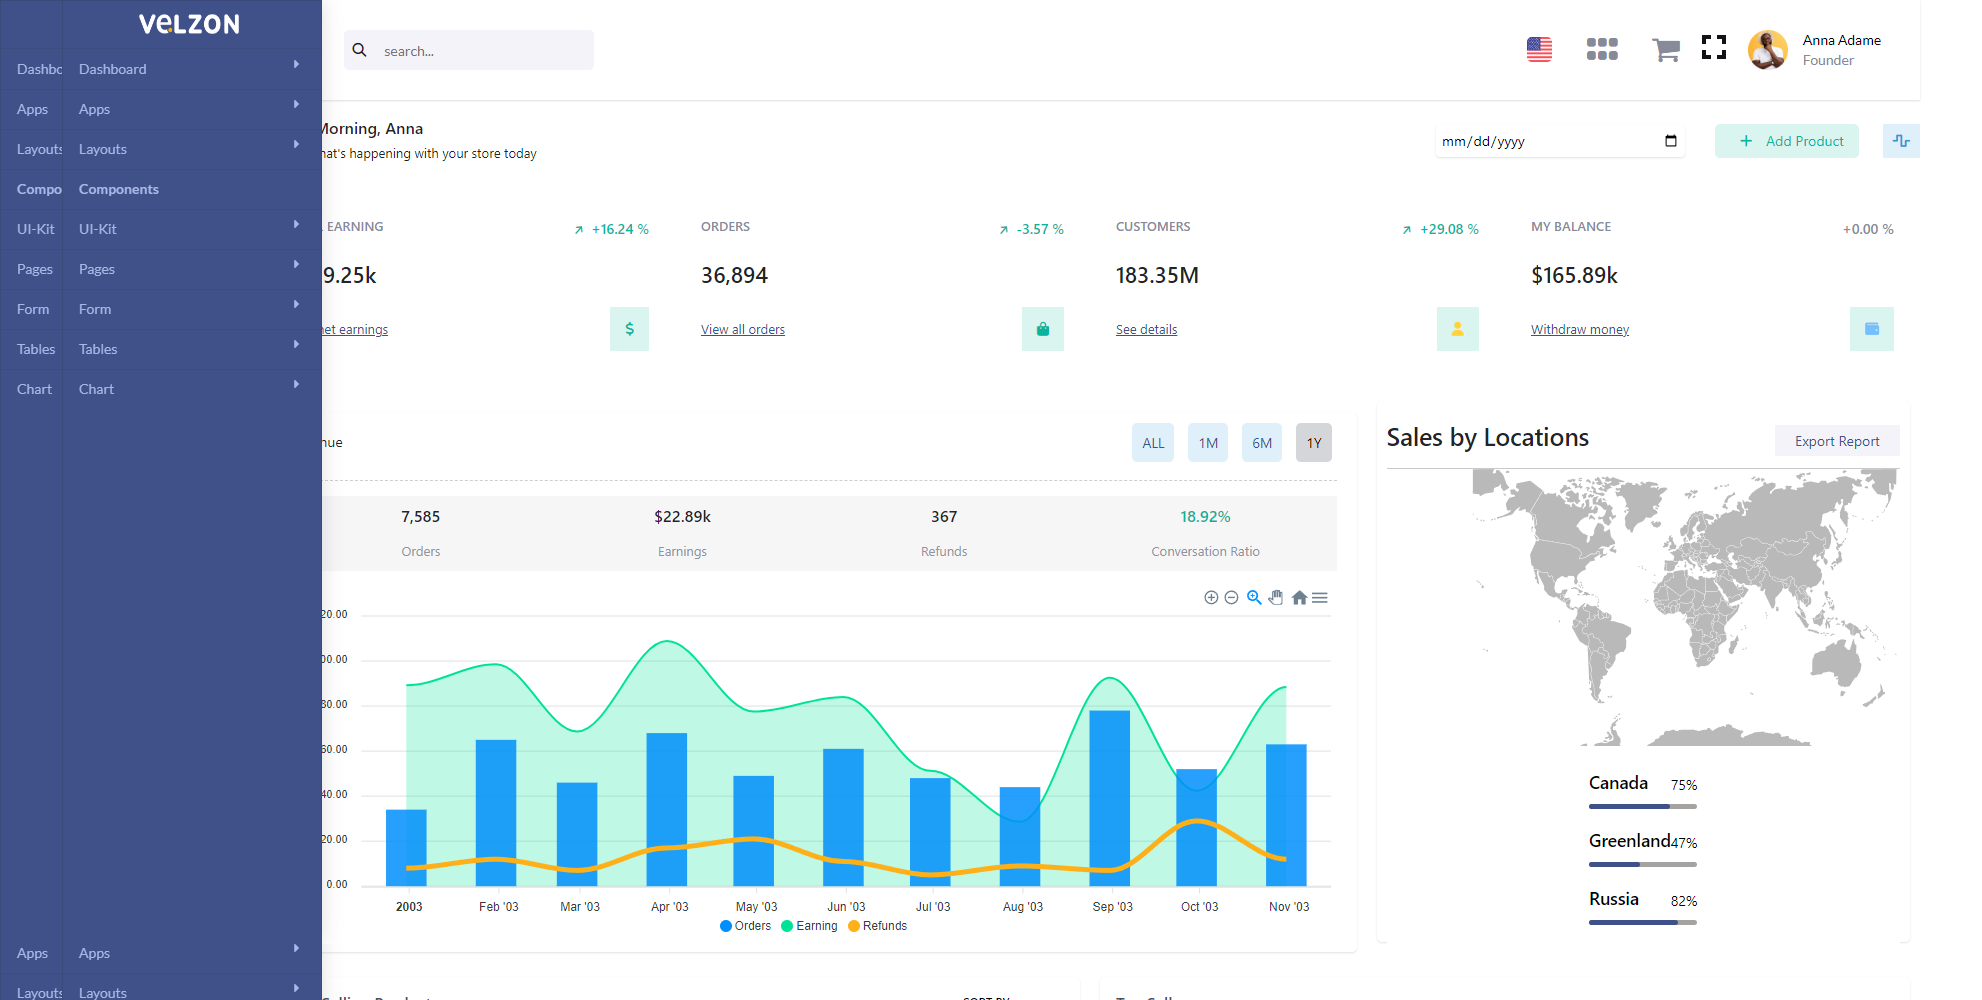 VELZON
search...
Anna Adame
Founder
Dashbo
Dashboard
Apps
Apps
Layouts
Layouts
Compo
Components
UI-Kit
UI-Kit
Pages
Pages
Form
Form
Tables
Tables
Chart
Chart
Apps
Apps
Layouts
Layouts
Morning, Anna
hat's happening with your store today
mm/dd/yyyy
+ Add Product
EARNING
+16.24 %
9.25k
net earnings
$
ORDERS
-3.57 %
36,894
View all orders
CUSTOMERS
+29.08 %
183.35M
See details
MY BALANCE
+0.00 %
$165.89k
Withdraw money
nue
ALL
1M
6M
1Y
7,585
Orders
$22.89k
Earnings
367
Refunds
18.92%
Conversation Ratio
20.00
00.00
80.00
60.00
40.00
20.00
0.00
2003
Feb '03
Mar '03
Apr '03
May '03
Jun '03
Jul '03
Aug '03
Sep '03
Oct '03
Nov '03
Orders
Earning
Refunds
Sales by Locations
Export Report
Canada 75%
Greenland 47%
Russia 82%